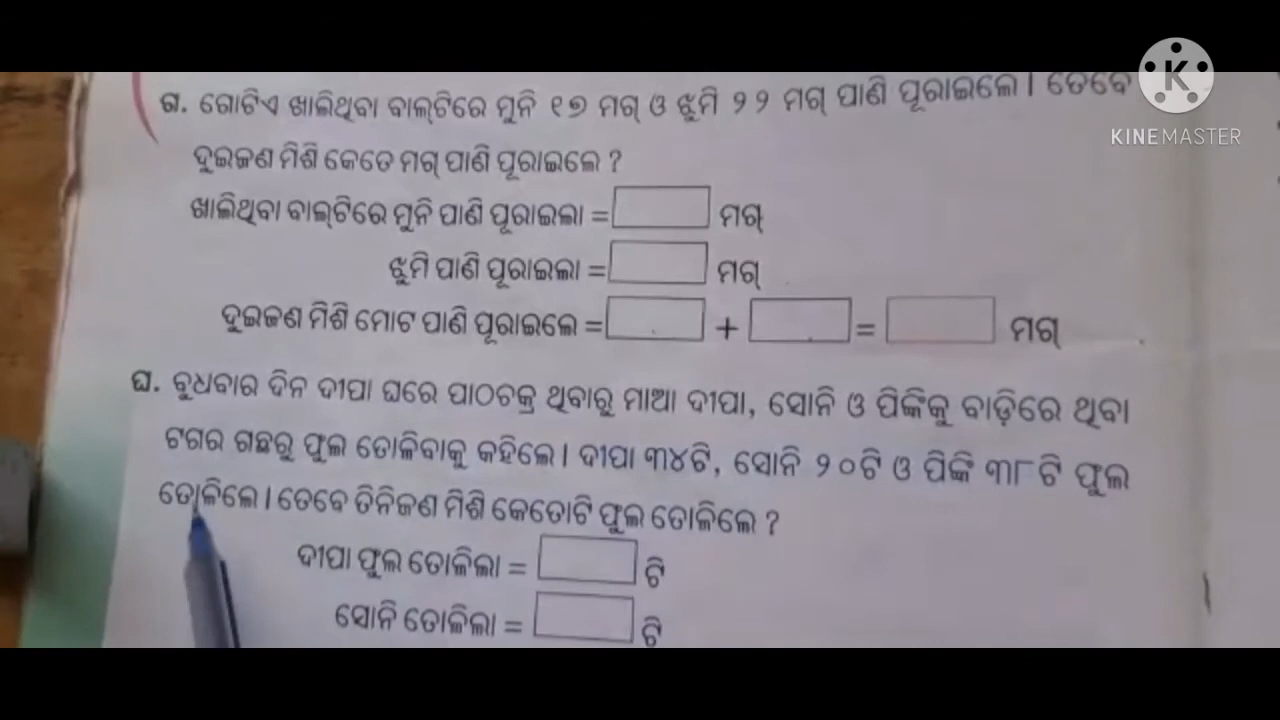 ଗ. ଗୋଟିଏ ଖାଲିଥିବା ବାଲ୍‌ଟିରେ ମୁନି ୧୭ ମଗ୍ ଓ ଝୁମି ୨୨ ମଗ୍ ପାଣି ପୂରାଇଲେ। ତେବେ
ଦୁଇଜଣ ମିଶି କେତେ ମଗ୍ ପାଣି ପୂରାଇଲେ ?
ଖାଲିଥିବା ବାଲ୍‌ଟିରେ ମୁନି ପାଣି ପୂରାଇଲା = ମଗ୍
ଝୁମି ପାଣି ପୂରାଇଲା = ମଗ୍
ଦୁଇଜଣ ମିଶି ମୋଟ ପାଣି ପୂରାଇଲେ = + = ମଗ୍
ଘ. ବୁଧବାର ଦିନ ଦୀପା ଘରେ ପାଠଚକ୍ର ଥିବାରୁ ମାଆ ଦୀପା, ସୋନି ଓ ପିଙ୍କିକୁ ବାଡ଼ିରେ ଥିବା
ଟଗର ଗଛରୁ ଫୁଲ ତୋଳିବାକୁ କହିଲେ। ଦୀପା ୩୪ଟି, ସୋନି ୨୦ଟି ଓ ପିଙ୍କି ୩୮ଟି ଫୁଲ
ତୋଳିଲେ। ତେବେ ତିନିଜଣ ମିଶି କେତୋଟି ଫୁଲ ତୋଳିଲେ ?
ଦୀପା ଫୁଲ ତୋଳିଲା = ଟି
ସୋନି ତୋଳିଲା = ଟି
K
KINEMASTER